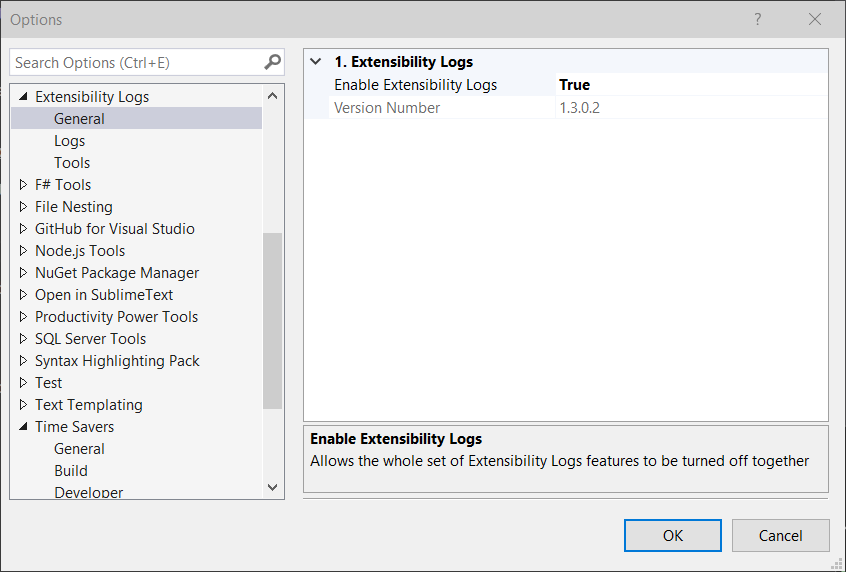 Options
?
Search Options (Ctrl+E)
Extensibility Logs
General
Logs
Tools
F# Tools
File Nesting
GitHub for Visual Studio
Node.js Tools
NuGet Package Manager
Open in SublimeText
Productivity Power Tools
SQL Server Tools
Syntax Highlighting Pack
Test
Text Templating
Time Savers
General
Build
Developer
1. Extensibility Logs
Enable Extensibility Logs True
Version Number 1.3.0.2
Enable Extensibility Logs
Allows the whole set of Extensibility Logs features to be turned off together
OK Cancel